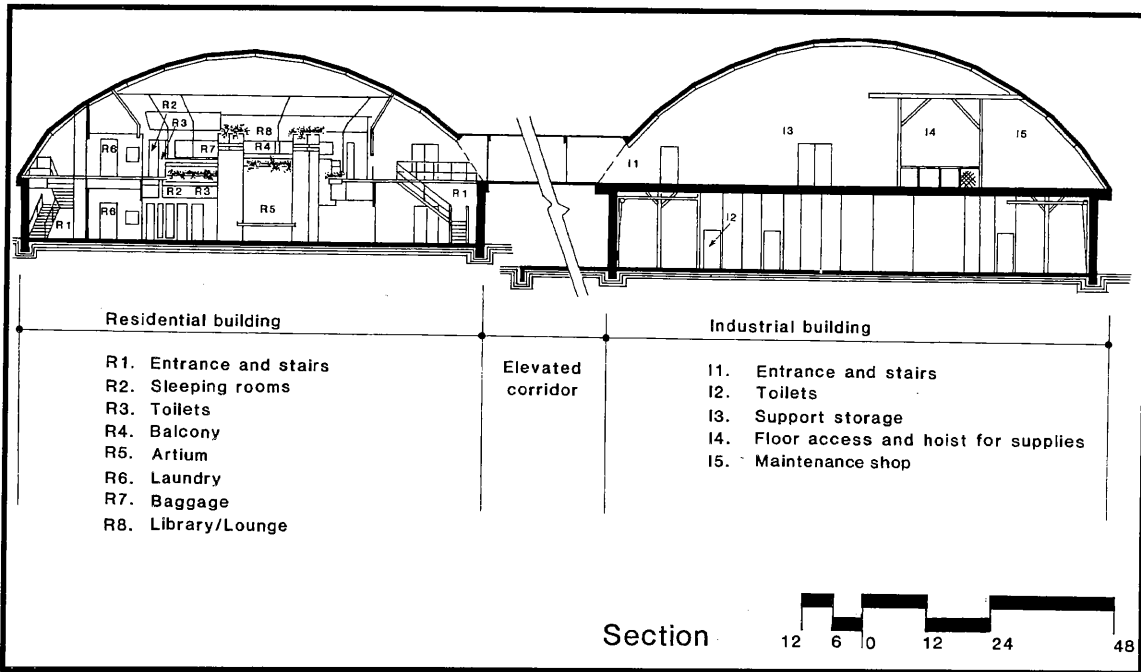 R2
R3
R8
R4
R7
R6
R2 R3
R6
R5
R1
R1
I1
I3
I4
I5
I2
Residential building
R1. Entrance and stairs
R2. Sleeping rooms
R3. Toilets
R4. Balcony
R5. Artium
R6. Laundry
R7. Baggage
R8. Library/Lounge
Elevated
corridor
Industrial building
I1. Entrance and stairs
I2. Toilets
I3. Support storage
I4. Floor access and hoist for supplies
I5. Maintenance shop
Section
12 6 0 12 24 48